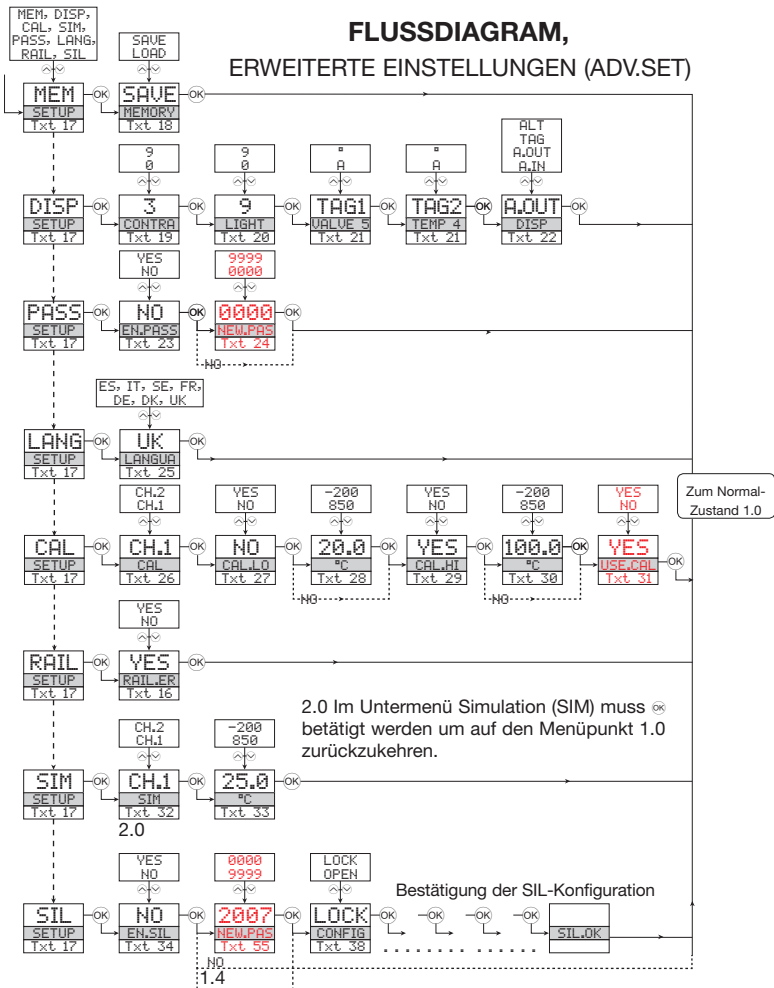 FLUSSDIAGRAM,
ERWEITERTE EINSTELLUNGEN (ADV.SET)
MEM, DISP,
CAL, SIM,
PASS, LANG,
RAIL, SIL
SAVE
LOAD
MEM OK SAVE OK
SETUP MEMORY
Txt 17 Txt 18
ALT
TAG
A.OUT
A.IN
9 9 " "
0 0 A A
DISP OK 3 OK 9 OK TAG1 OK TAG2 OK A.OUT OK
SETUP CONTRA LIGHT VALVE 5 TEMP 4 DISP
Txt 17 Txt 19 Txt 20 Txt 21 Txt 21 Txt 22
YES 9999
NO 0000
PASS OK NO OK 0000 OK
SETUP EN.PASS NEW.PAS
Txt 17 Txt 23 Txt 24
NO
ES, IT, SE, FR,
DE, DK, UK
LANG OK UK OK
SETUP LANGUA
Txt 17 Txt 25
Zum Normal-
Zustand 1.0
CH.2 YES -200 YES -200 YES
CH.1 NO 850 NO 850 NO
CAL OK CH.1 OK NO OK 20.0 OK YES OK 100.0 OK YES OK
SETUP CAL CAL.LO °C CAL.HI °C USE.CAL
Txt 17 Txt 26 Txt 27 Txt 28 Txt 29 Txt 30 Txt 31
NO NO
YES
NO
RAIL OK YES OK
SETUP RAIL.ER
Txt 17 Txt 16
2.0 Im Untermenü Simulation (SIM) muss OK
betätigt werden um auf den Menüpunkt 1.0
zurückzukehren.
CH.2 -200
CH.1 850
SIM OK CH.1 OK 25.0 OK
SETUP SIM °C
Txt 17 Txt 32 Txt 33
2.0
YES 0000 LOCK
NO 9999 OPEN
Bestätigung der SIL-Konfiguration
SIL OK NO OK 2007 OK LOCK OK OK OK OK
SETUP EN.SIL NEW.PAS CONFIG SIL.OK
Txt 17 Txt 34 Txt 55 Txt 38 . . . . . . . . . . . . . .
NO
1.4